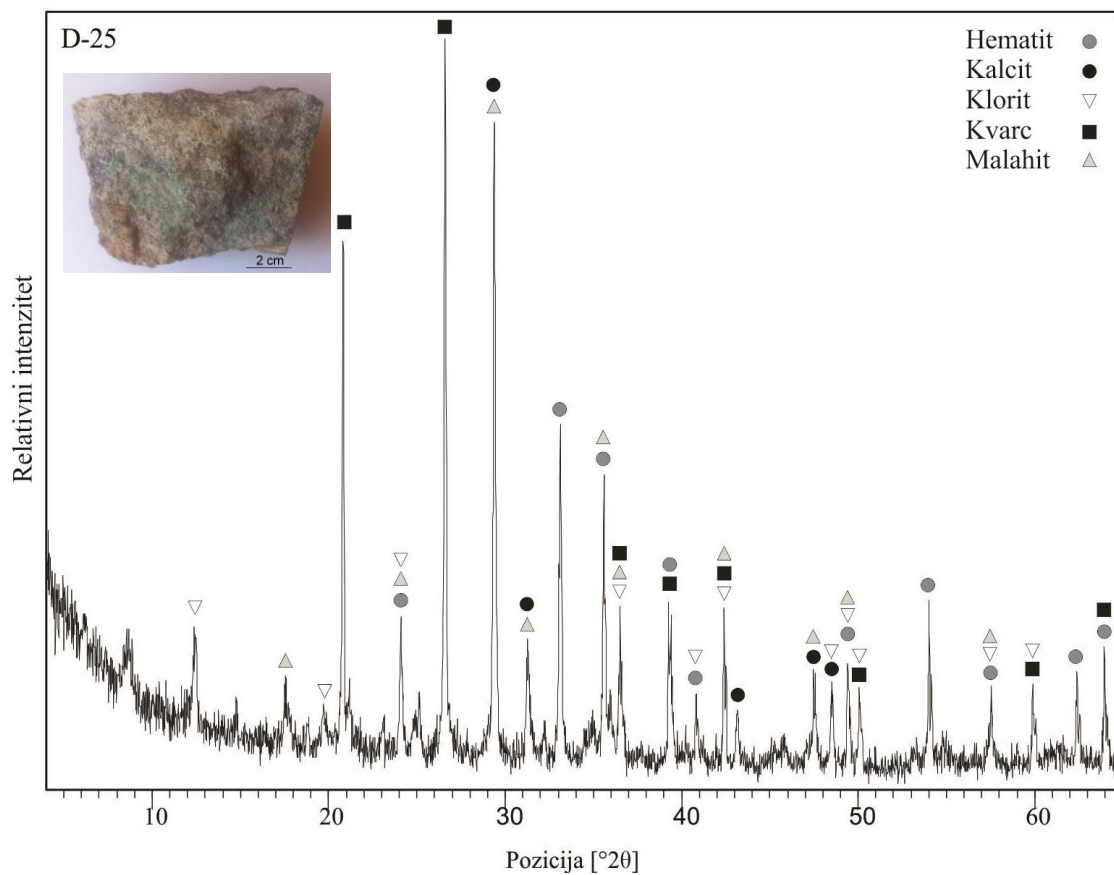 D-25
2 cm
Hematit
Kalcit
Klorit
Kvarc
Malahit
Relativni intenzitet
10 20 30 40 50 60
Pozicija [°2θ]